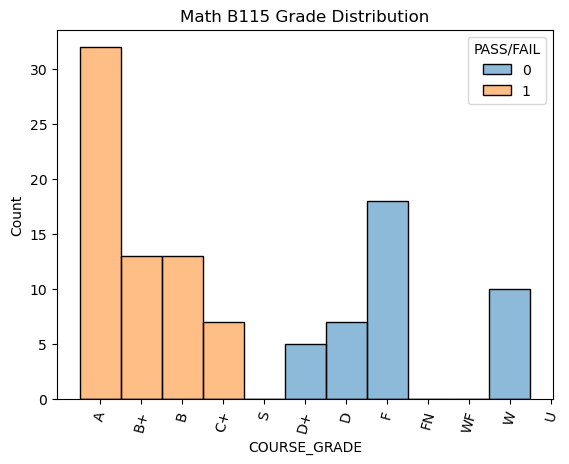 Math B115 Grade Distribution
PASS/FAIL
0
1
30
25
20
15
10
5
0
Count
A
B+
B
C+
S
D+
D
F
FN
WF
W
U
COURSE_GRADE